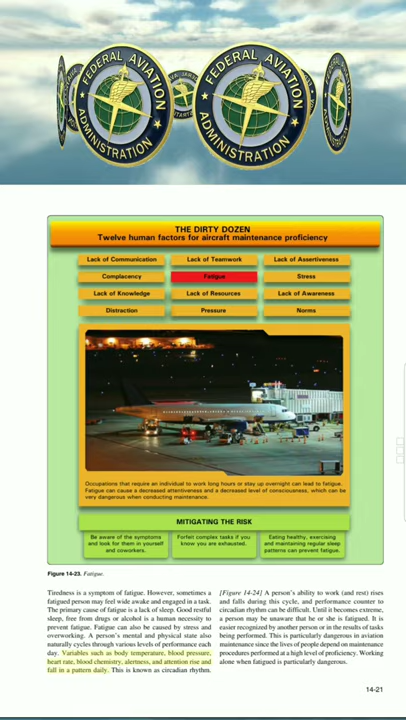 FEDERAL AVIATION
ADMINISTRATION
FEDERAL AVIATION
ADMINISTRATION
THE DIRTY DOZEN
Twelve human factors for aircraft maintenance proficiency
Lack of Communication Lack of Teamwork Lack of Assertiveness
Complacency Fatigue Stress
Lack of Knowledge Lack of Resources Lack of Awareness
Distraction Pressure Norms
Occupations that require an individual to work long hours or stay up overnight can lead to fatigue.
Fatigue can cause a decreased attentiveness and a decreased level of consciousness, which can be
very dangerous when conducting maintenance.
MITIGATING THE RISK
Be aware of the symptoms
and look for them in yourself
and coworkers.
Forfeit complex tasks if you
know you are exhausted.
Eating healthy, exercising
and maintaining regular sleep
patterns can prevent fatigue.
Figure 14-23. Fatigue.
Tiredness is a symptom of fatigue. However, sometimes a
fatigued person may feel wide awake and engaged in a task.
The primary cause of fatigue is a lack of sleep. Good restful
sleep, free from drugs or alcohol is a human necessity to
prevent fatigue. Fatigue can also be caused by stress and
overworking. A person's mental and physical state also
naturally cycles through various levels of performance each
day. Variables such as body temperature, blood pressure,
heart rate, blood chemistry, alertness, and attention rise and
fall in a pattern daily. This is known as circadian rhythm.
[Figure 14-24] A person's ability to work (and rest) rises
and falls during this cycle, and performance counter to
circadian rhythm can be difficult. Until it becomes extreme,
a person may be unaware that he or she is fatigued. It is
easier recognized by another person or in the results of tasks
being performed. This is particularly dangerous in aviation
maintenance since the lives of people depend on maintenance
procedures performed at a high level of proficiency. Working
alone when fatigued is particularly dangerous.
14-21